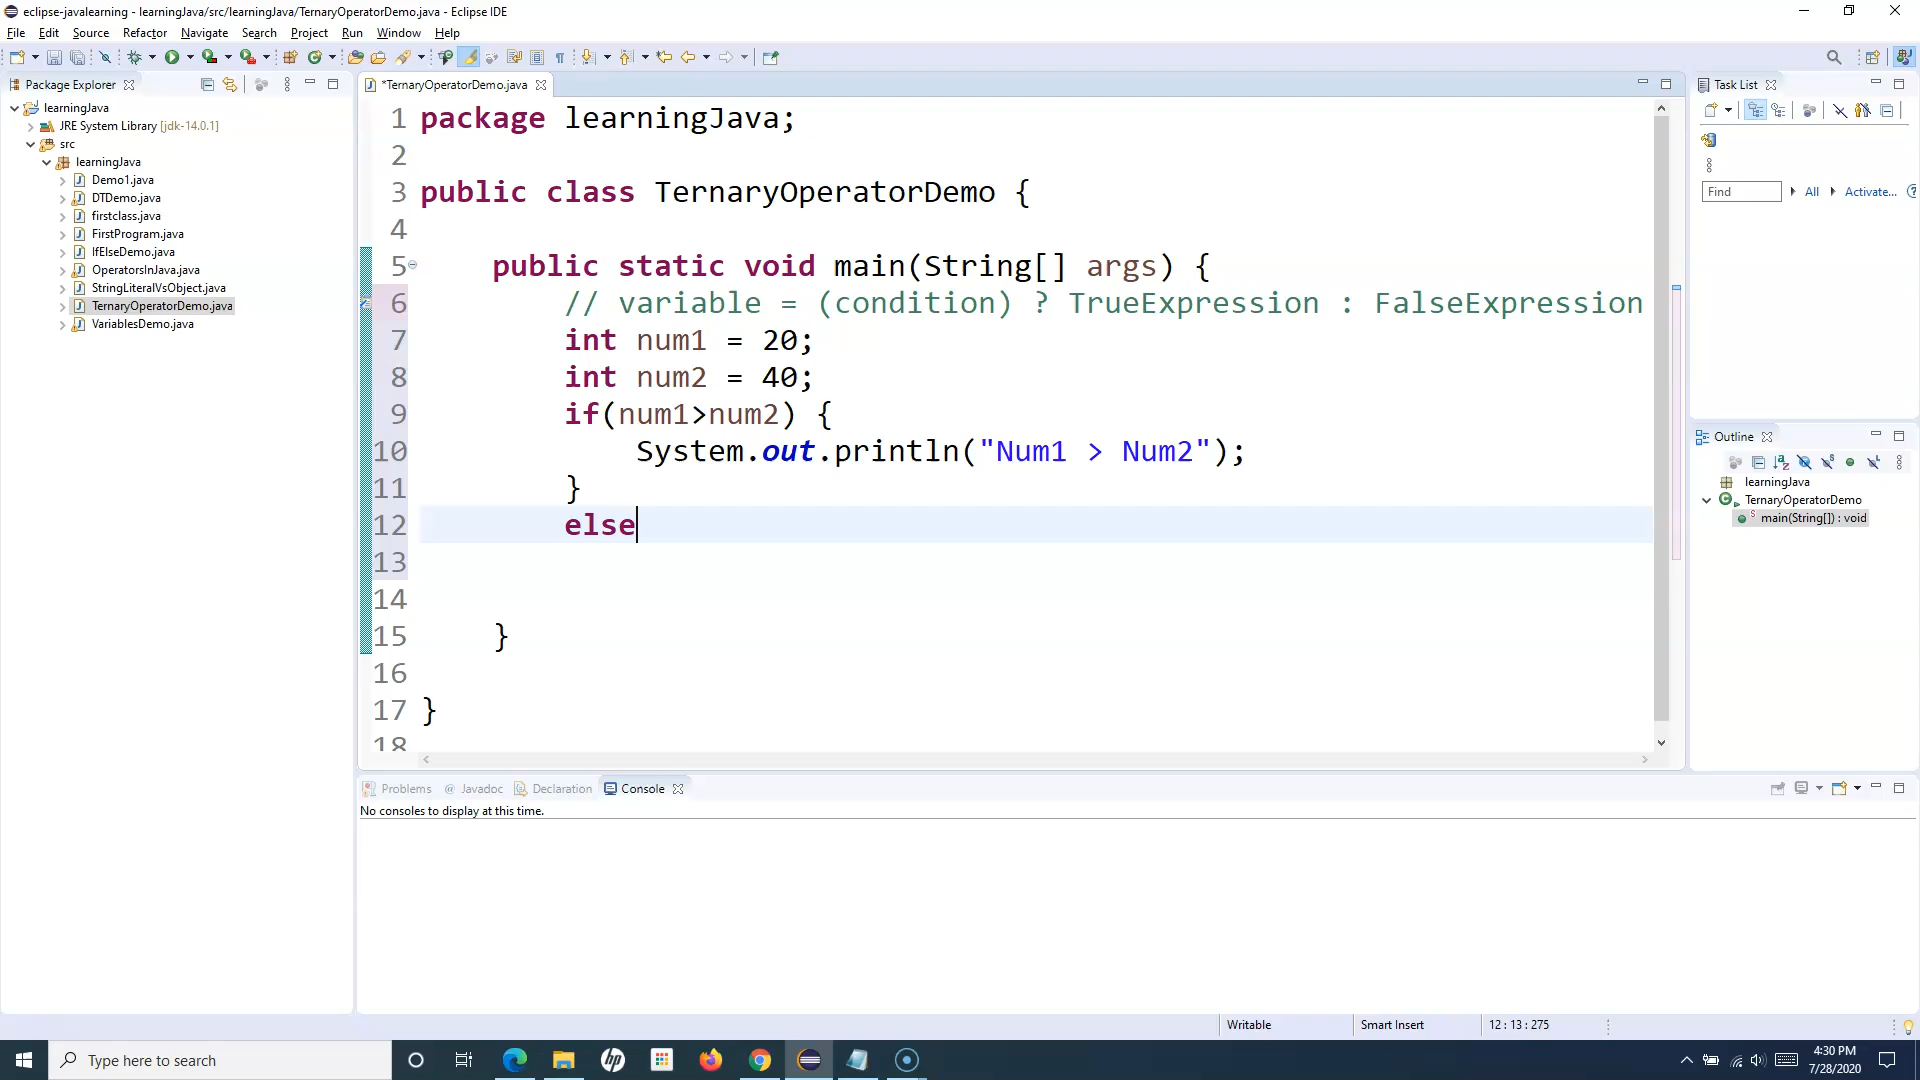 eclipse-javalearning - learningJava/src/learningJava/TernaryOperatorDemo.java - Eclipse IDE
File Edit Source Refactor Navigate Search Project Run Window Help
Package Explorer
learningJava
JRE System Library [jdk-14.0.1]
src
learningJava
Demo1.java
DTDemo.java
firstclass.java
FirstProgram.java
IfElseDemo.java
OperatorsInJava.java
StringLiteralVsObject.java
TernaryOperatorDemo.java
VariablesDemo.java
*TernaryOperatorDemo.java
1 package learningJava;
2
3 public class TernaryOperatorDemo {
4
5 public static void main(String[] args) {
6 // variable = (condition) ? TrueExpression : FalseExpression
7 int num1 = 20;
8 int num2 = 40;
9 if(num1>num2) {
10 System.out.println("Num1 > Num2");
11 }
12 else
13
14
15 }
16
17 }
18
Task List
Find All Activate...
Outline
learningJava
TernaryOperatorDemo
main(String[]) : void
Problems @ Javadoc Declaration Console
No consoles to display at this time.
Writable Smart Insert 12 : 13 : 275
Type here to search
hp
4:30 PM
7/28/2020